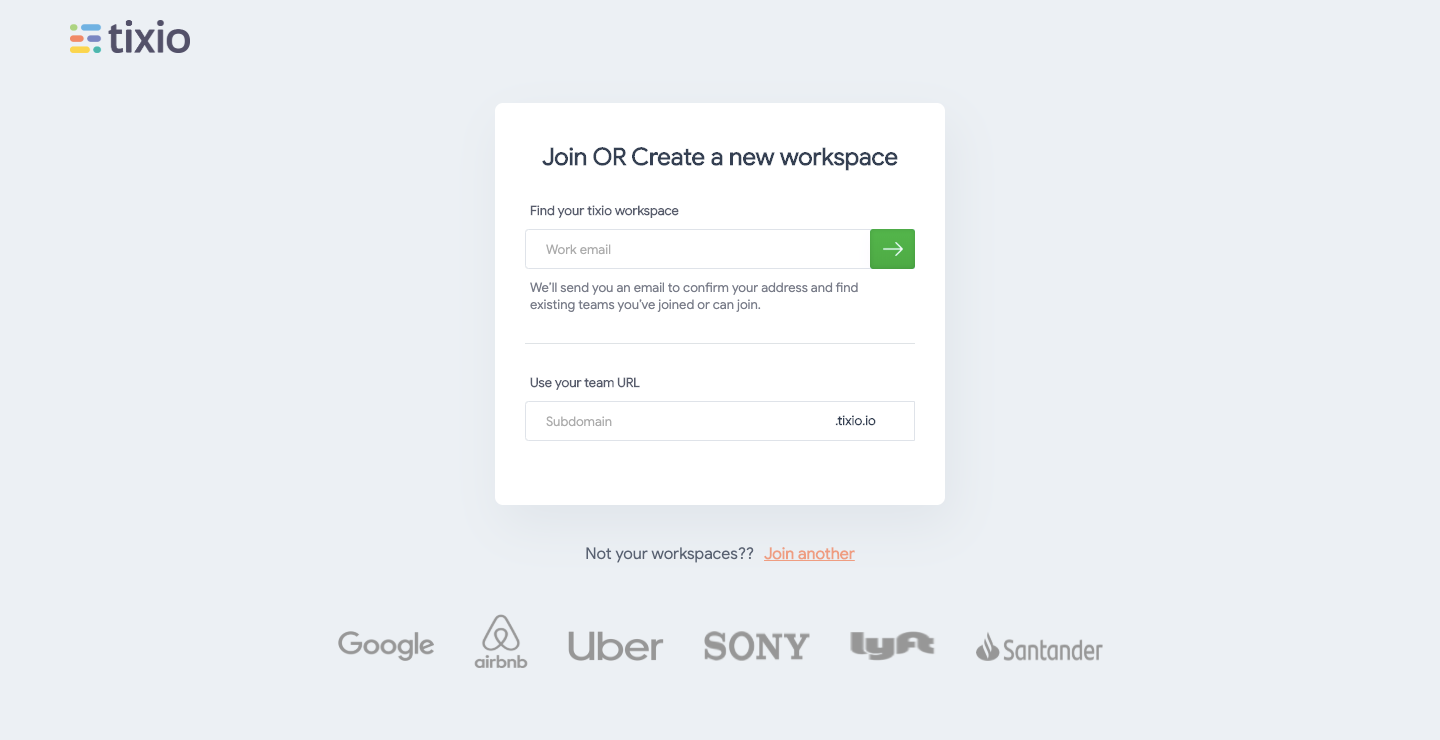 tixio
Join OR Create a new workspace
Find your tixio workspace
Work email
We'll send you an email to confirm your address and find
existing teams you've joined or can join.
Use your team URL
Subdomain .tixio.io
Not your workspaces?? Join another
Google airbnb Uber SONY lyft Santander